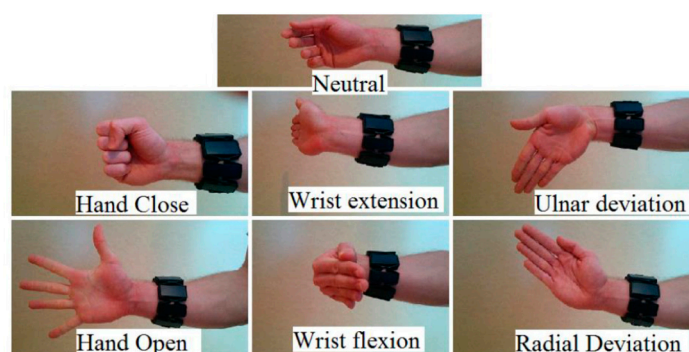 Neutral
Hand Close
Wrist extension
Ulnar deviation
Hand Open
Wrist flexion
Radial Deviation